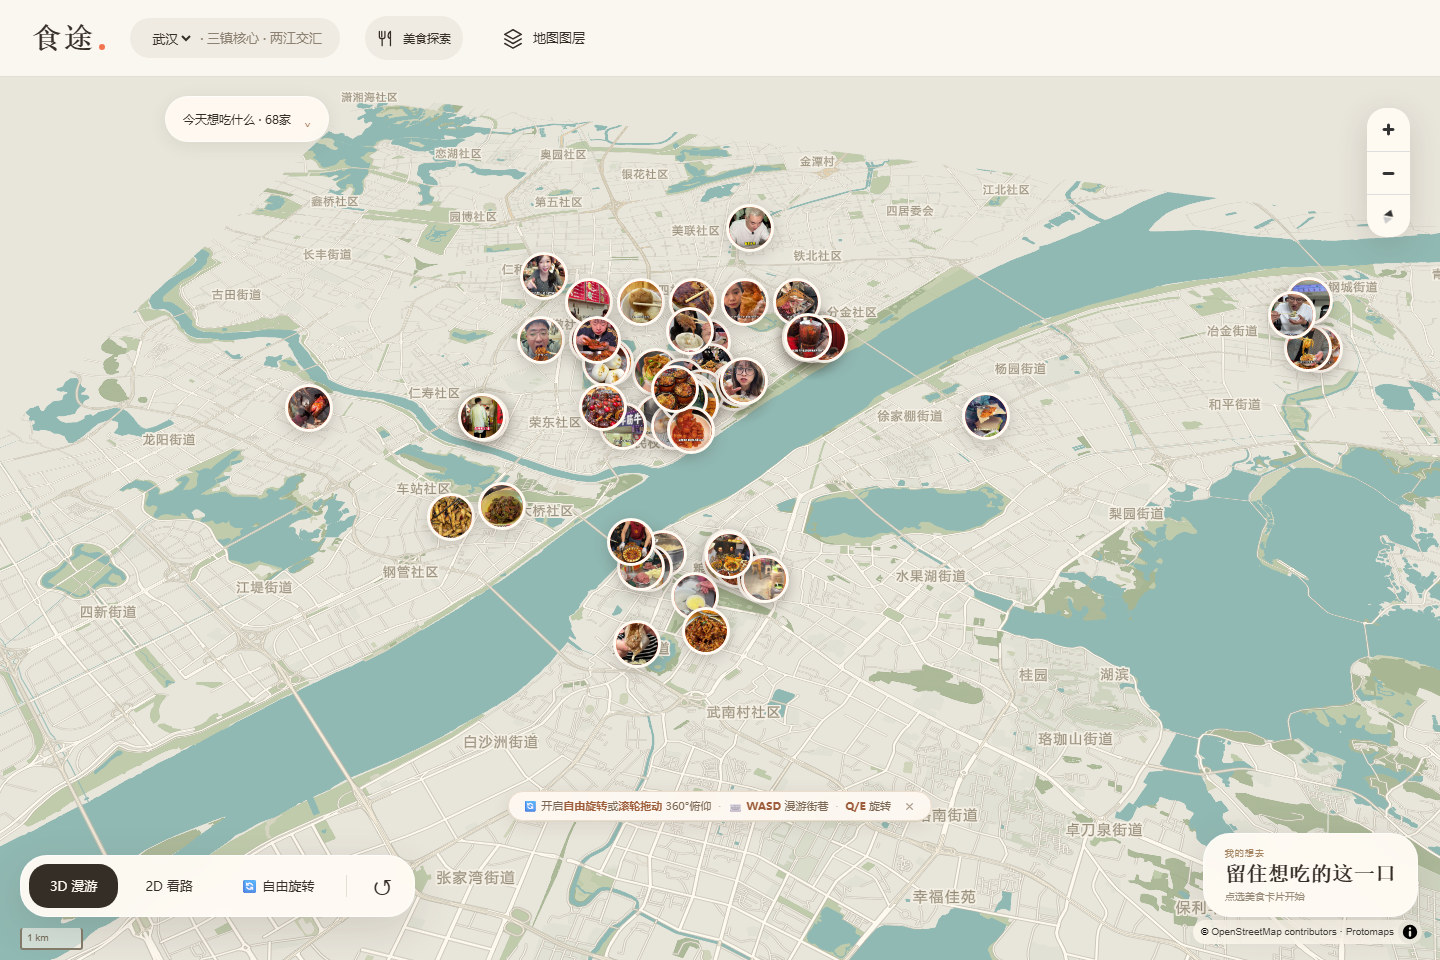 食途.
武汉 · 三镇核心 · 两江交汇
美食探索
地图图层
今天想吃什么 · 68家
潇湘海社区
恋湖社区
奥园社区
银花社区
金潭村
江北社区
鑫桥社区
园博社区
第五社区
四居委会
美联社区
长丰街道
铁北社区
古田街道
钢城街道
分金社区
冶金街道
杨园街道
仁寿社区
和平街道
荣东社区
徐家棚街道
龙阳街道
车站社区
梨园街道
钢管社区
水果湖街道
江堤街道
四新街道
桂园
湖滨
武南村社区
白沙洲街道
珞珈山街道
开启自由旋转或滚轮拖动 360°俯仰 · WASD 漫游街巷 · Q/E 旋转 ×
南街道
卓刀泉街道
张家湾街道
幸福佳苑
保利
3D 漫游
2D 看路
自由旋转
我的想去
留住想吃的这一口
点选美食卡片开始
1 km
© OpenStreetMap contributors · Protomaps